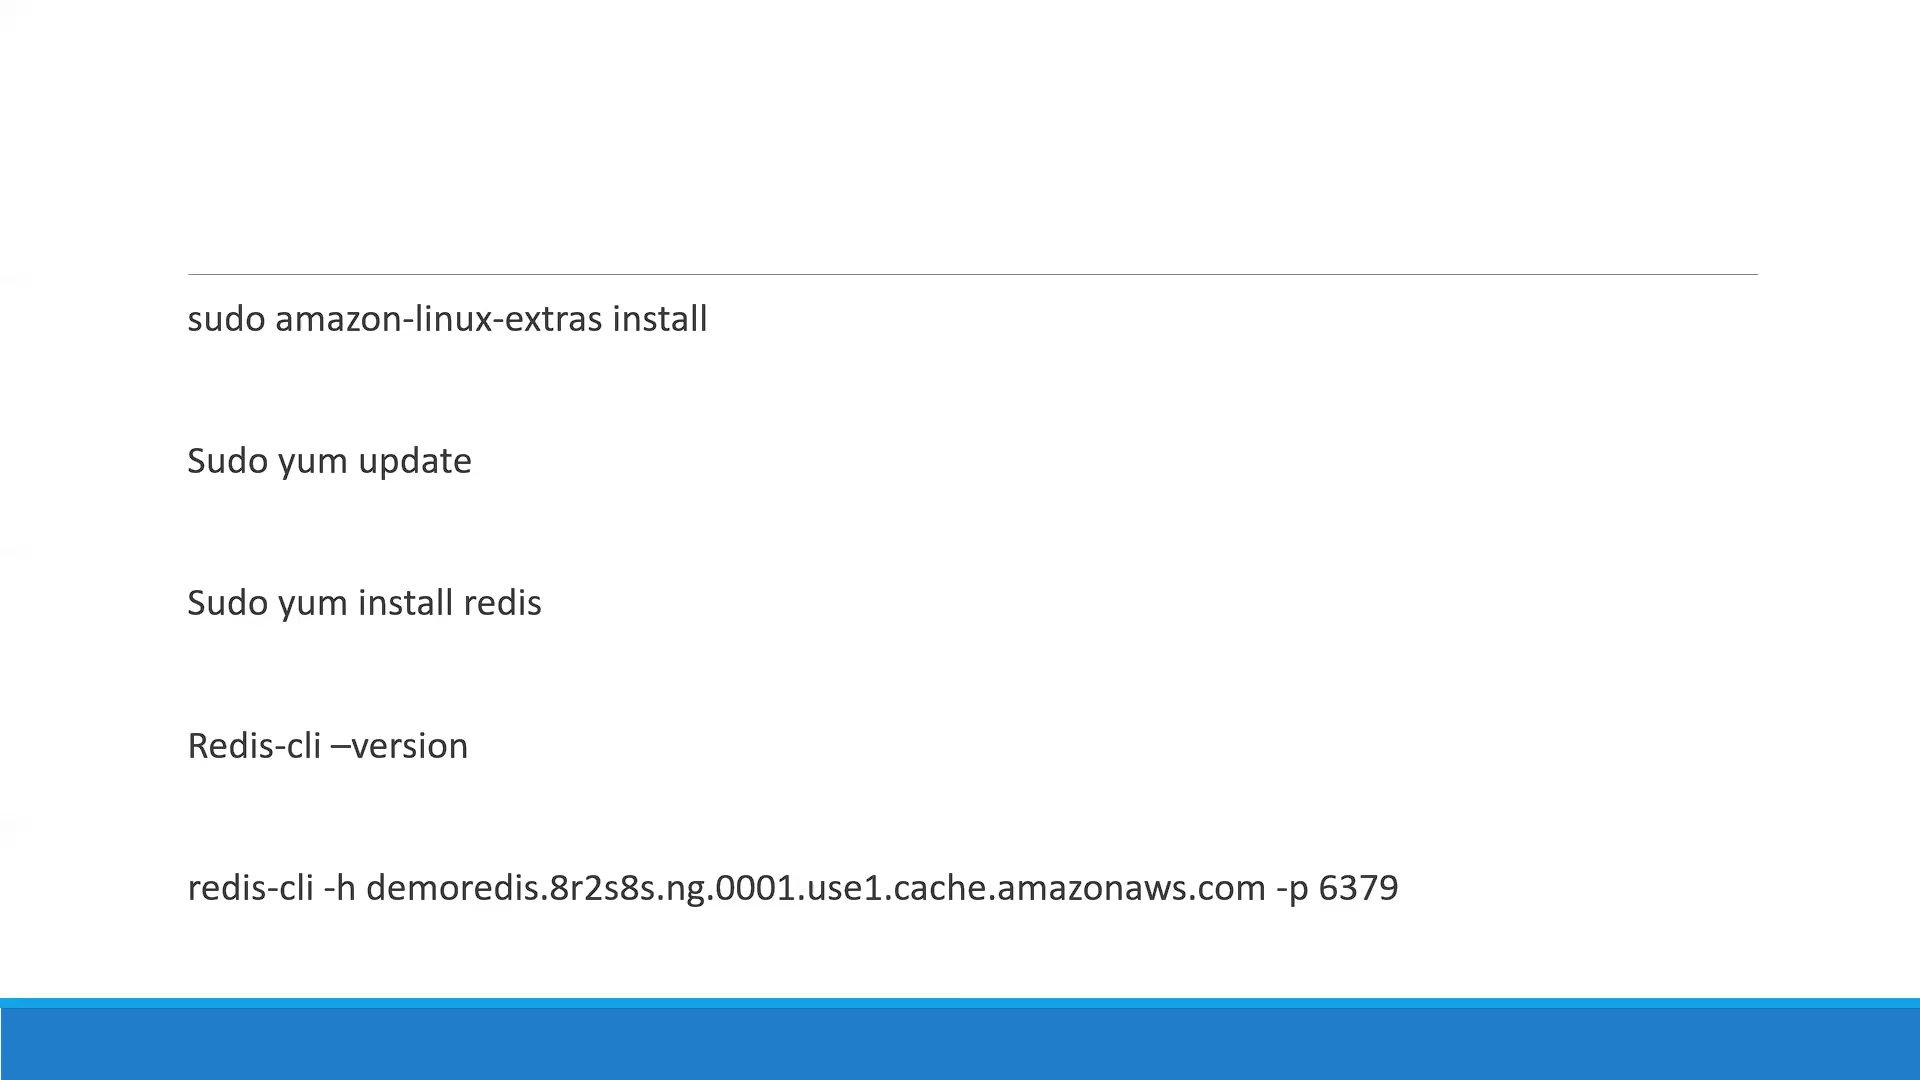 sudo amazon-linux-extras install
Sudo yum update
Sudo yum install redis
Redis-cli –version
redis-cli -h demoredis.8r2s8s.ng.0001.use1.cache.amazonaws.com -p 6379